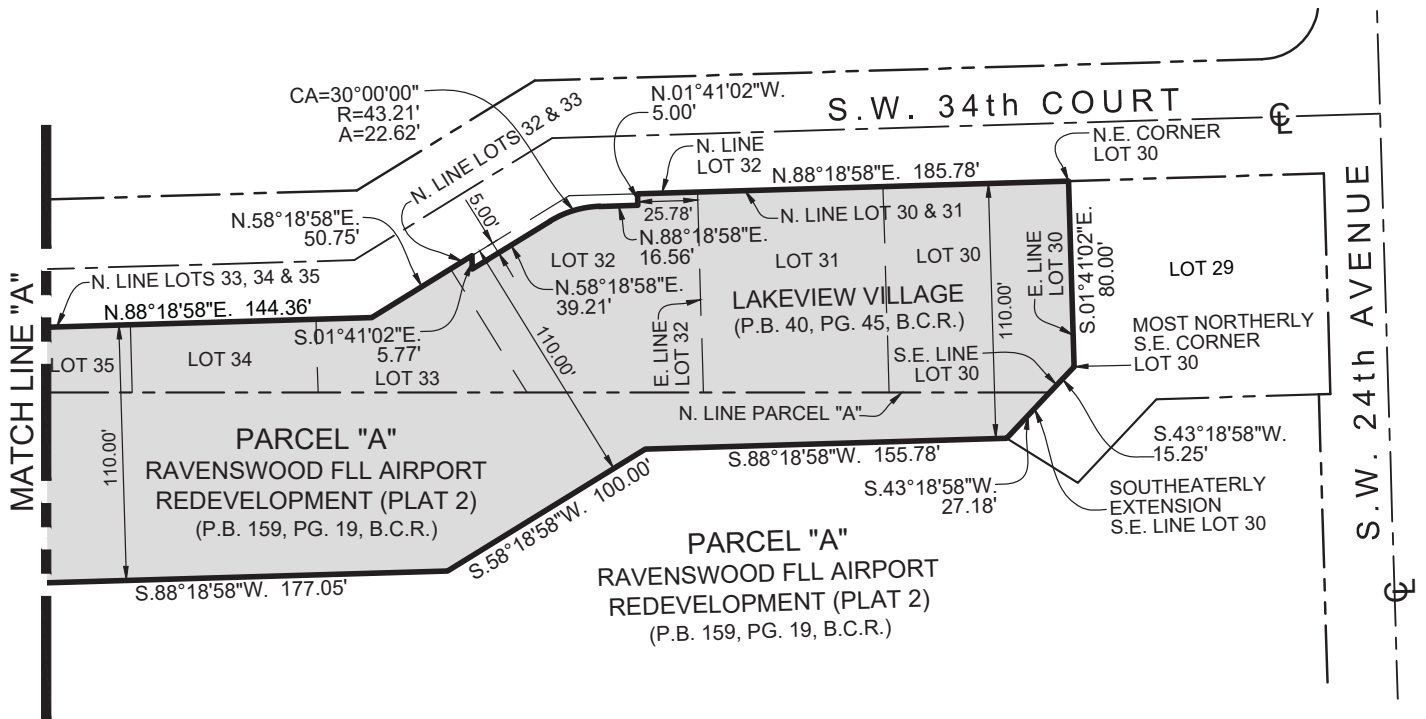 CA=30°00'00"
R=43.21'
A=22.62'
N. LINE LOTS 32 & 33
N.01°41'02"W.
5.00'
S.W. 34th COURT
CL
N. LINE
LOT 32
N.E. CORNER
LOT 30
N.88°18'58"E. 185.78'
N.58°18'58"E.
50.75'
5.00'
25.78'
N. LINE LOT 30 & 31
N.88°18'58"E.
16.56'
LOT 32
LOT 31
LOT 30
E. LINE
LOT 30
S.01°41'02"E.
80.00'
LOT 29
S.W. 24th AVENUE
CL
N. LINE LOTS 33, 34 & 35
N.88°18'58"E. 144.36'
N.58°18'58"E.
39.21'
LAKEVIEW VILLAGE
(P.B. 40, PG. 45, B.C.R.)
110.00'
MATCH LINE "A"
S.01°41'02"E.
5.77'
110.00'
E. LINE
LOT 32
MOST NORTHERLY
S.E. CORNER
LOT 30
S.E. LINE
LOT 30
LOT 35
LOT 34
LOT 33
N. LINE PARCEL "A"
110.00'
PARCEL "A"
RAVENSWOOD FLL AIRPORT
REDEVELOPMENT (PLAT 2)
(P.B. 159, PG. 19, B.C.R.)
S.43°18'58"W.
15.25'
S.88°18'58"W. 155.78'
S.58°18'58"W. 100.00'
S.43°18'58"W.
27.18'
SOUTHEATERLY
EXTENSION
S.E. LINE LOT 30
S.88°18'58"W. 177.05'
PARCEL "A"
RAVENSWOOD FLL AIRPORT
REDEVELOPMENT (PLAT 2)
(P.B. 159, PG. 19, B.C.R.)